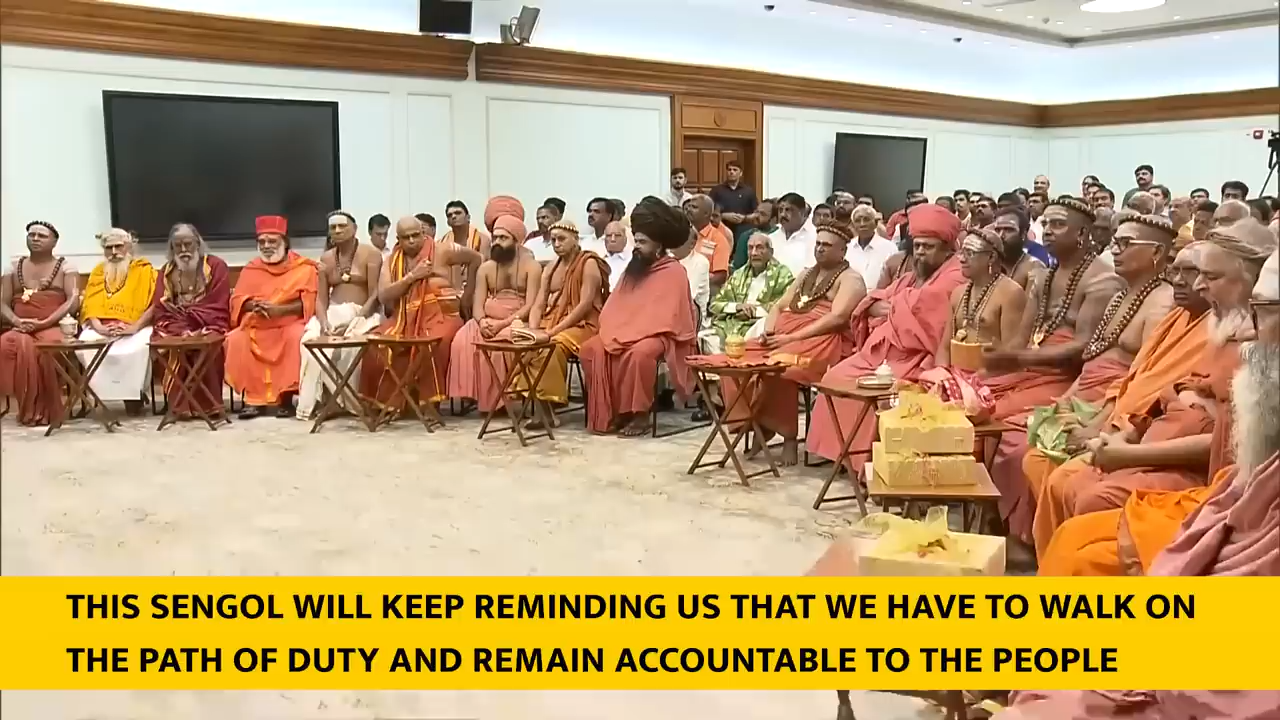 THIS SENGOL WILL KEEP REMINDING US THAT WE HAVE TO WALK ON
THE PATH OF DUTY AND REMAIN ACCOUNTABLE TO THE PEOPLE